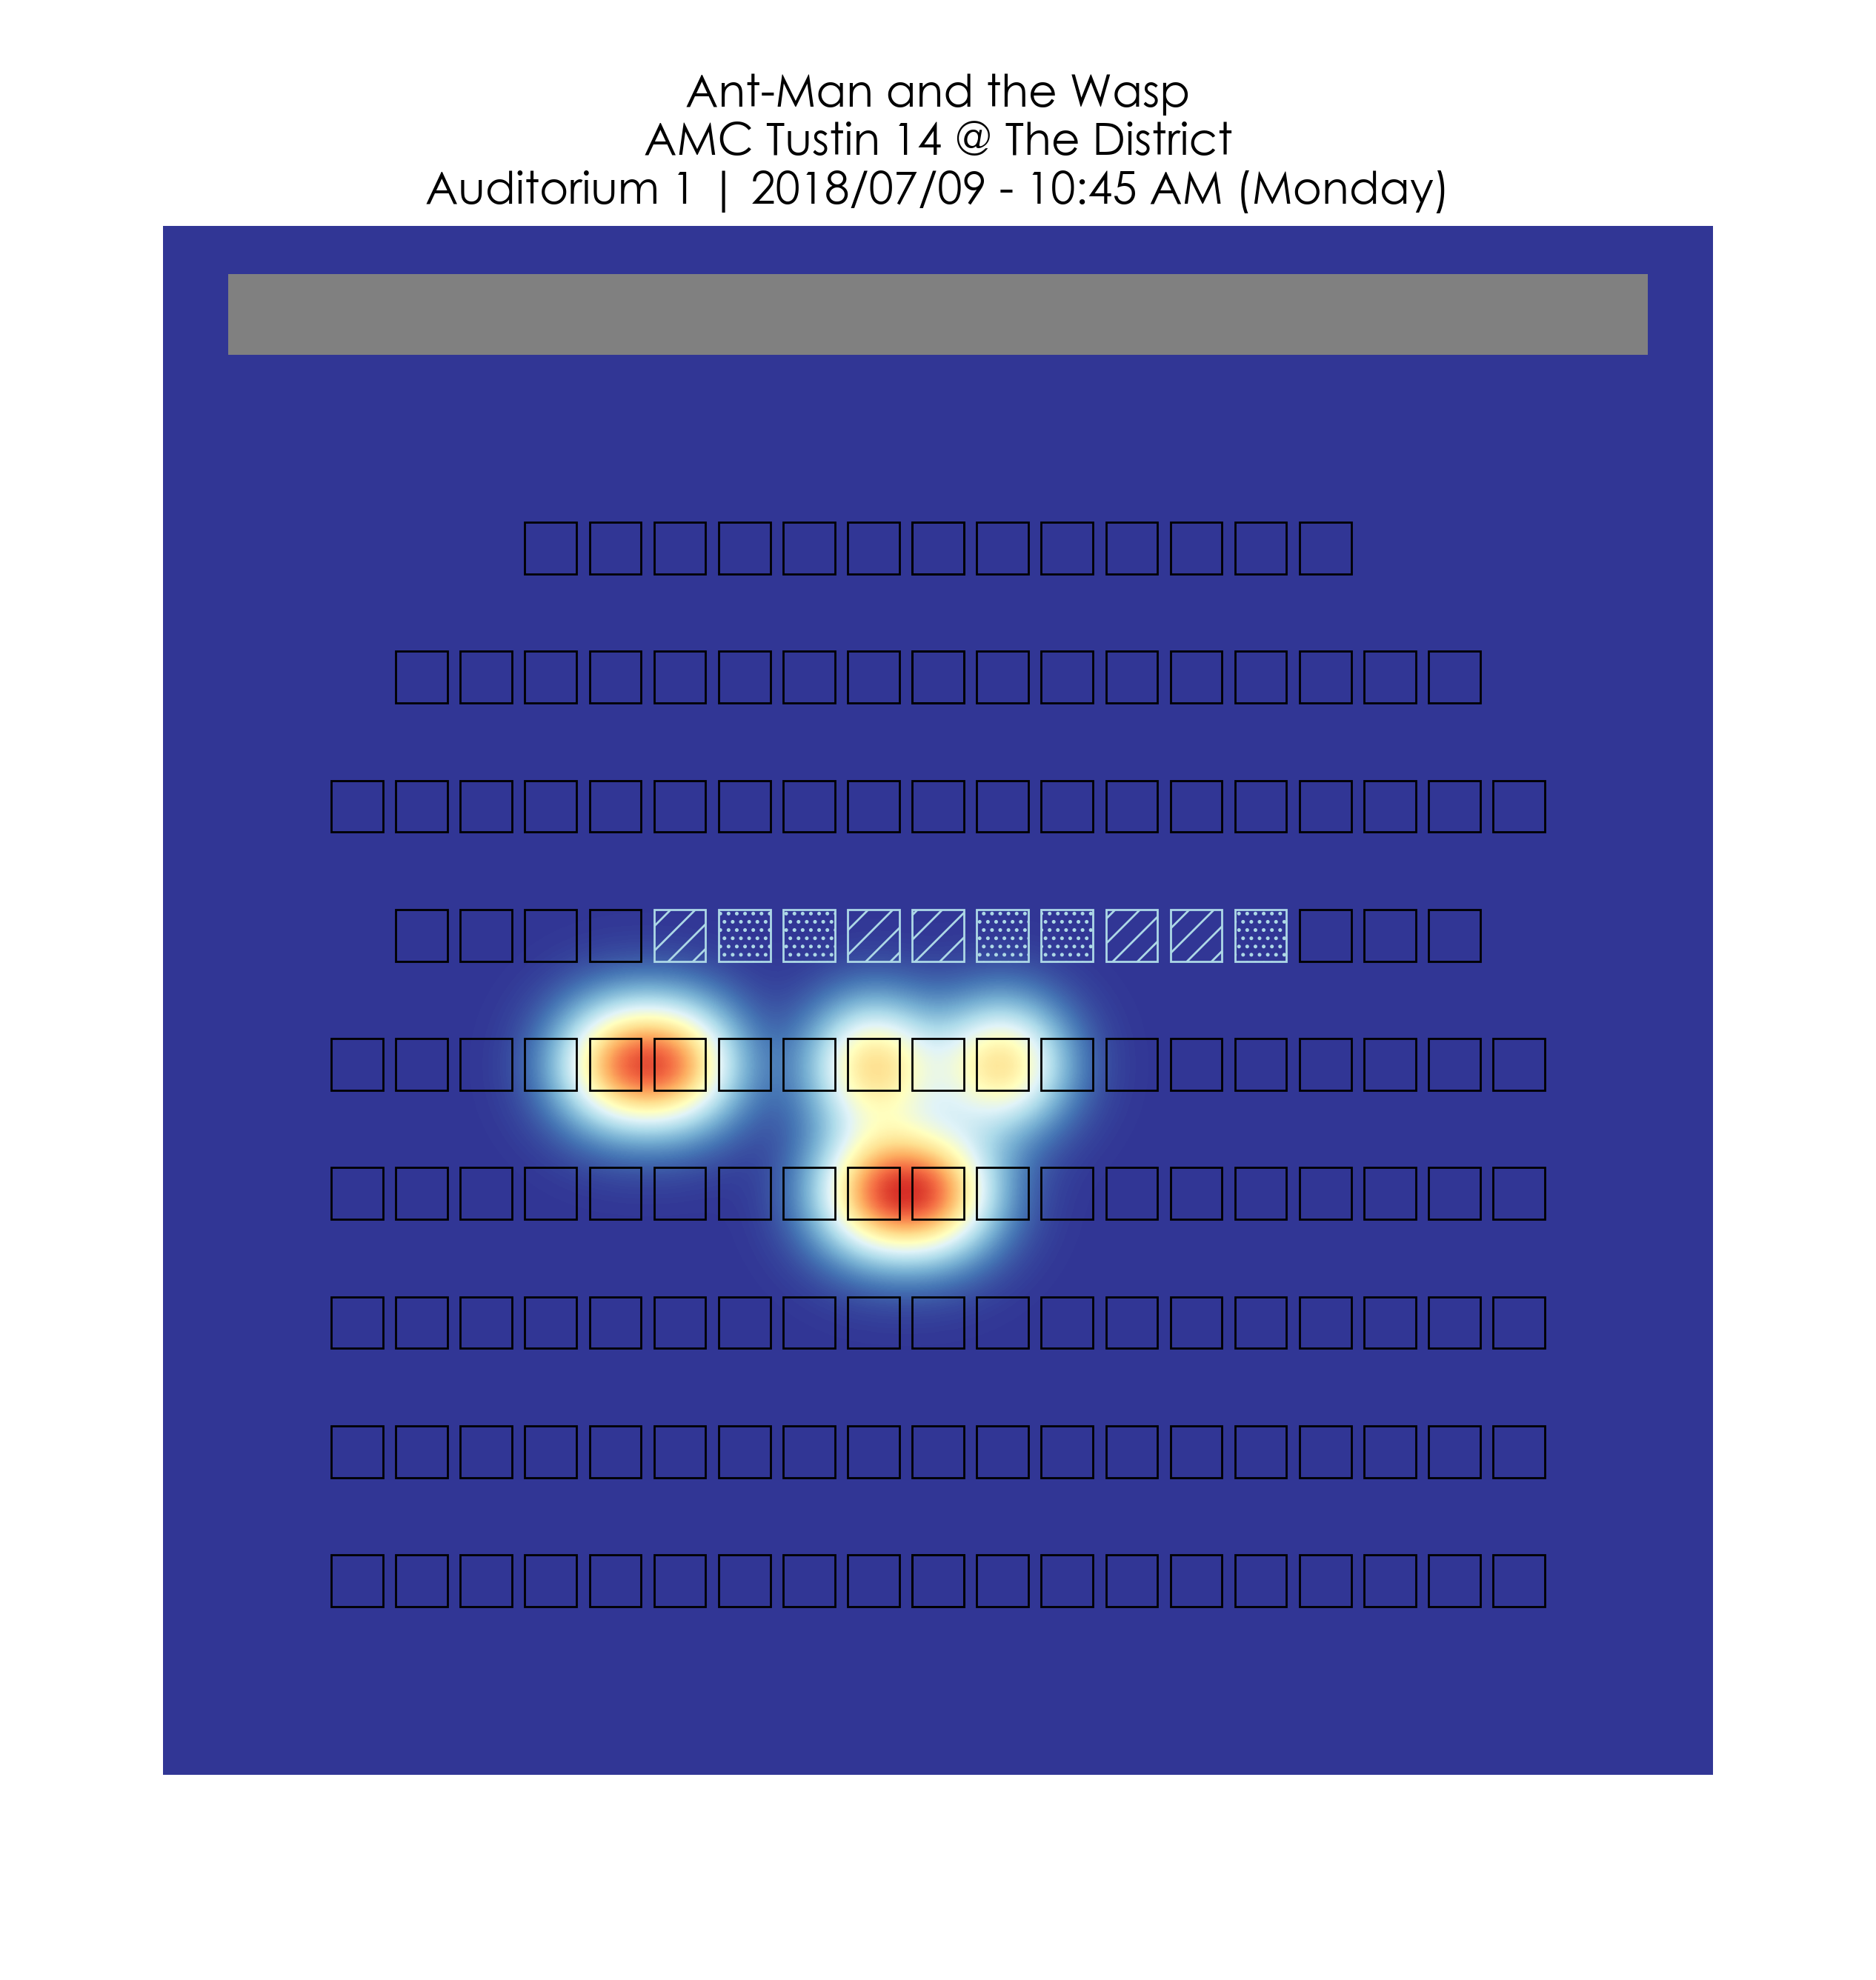 Ant-Man and the Wasp
AMC Tustin 14 @ The District
Auditorium 1 | 2018/07/09 - 10:45 AM (Monday)